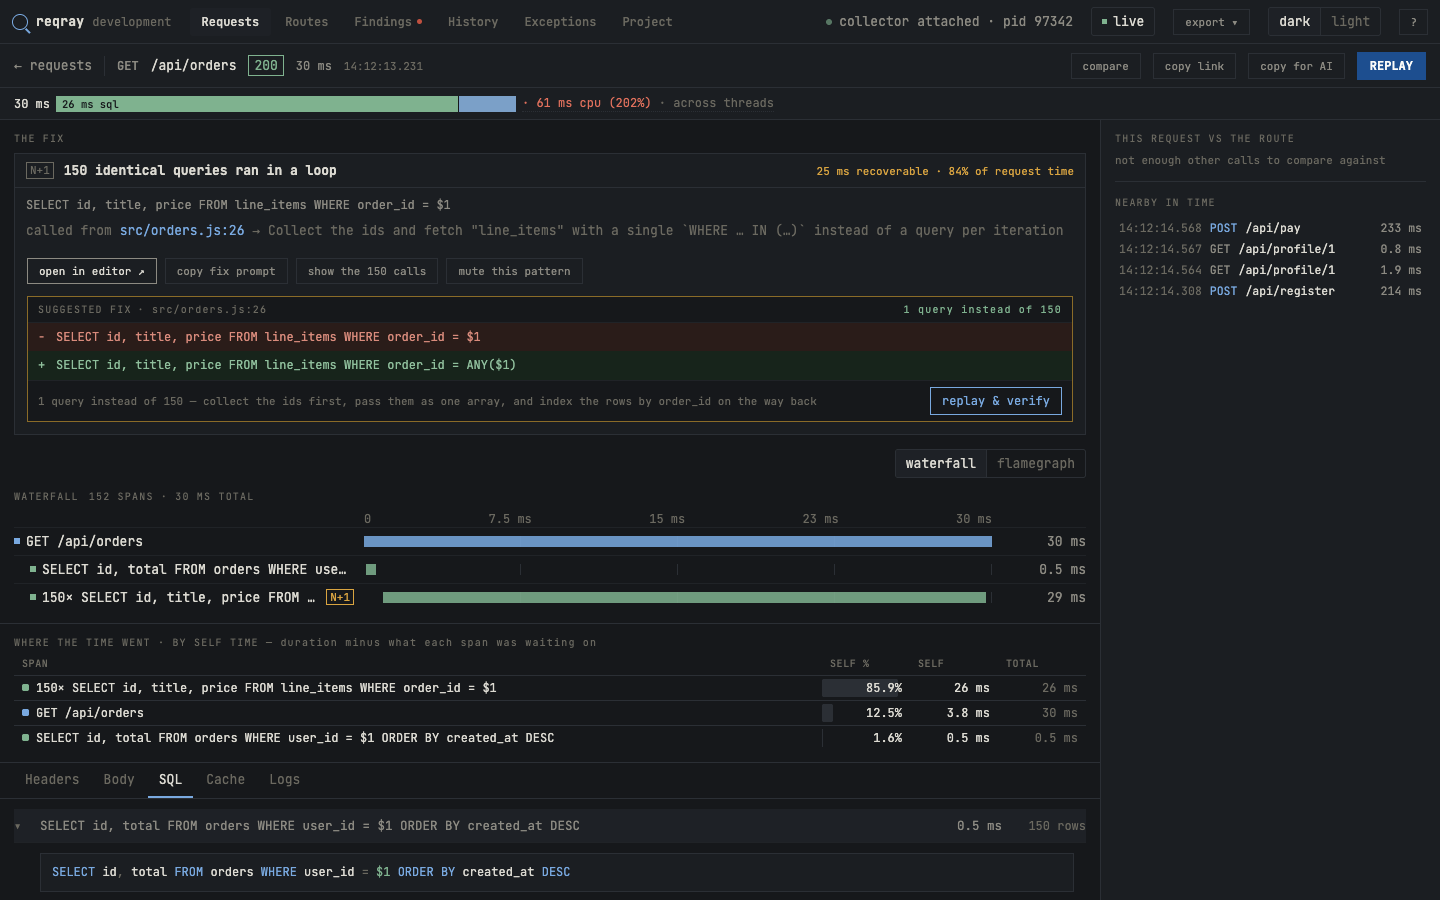 reqray development Requests Routes Findings History Exceptions Project collector attached · pid 97342 live export ▾ dark light ?
← requests GET /api/orders 200 30 ms 14:12:13.231 compare copy link copy for AI REPLAY
30 ms 26 ms sql · 61 ms cpu (202%) · across threads
THE FIX
N+1 150 identical queries ran in a loop 25 ms recoverable · 84% of request time
SELECT id, title, price FROM line_items WHERE order_id = $1
called from src/orders.js:26 → Collect the ids and fetch "line_items" with a single `WHERE … IN (…)` instead of a query per iteration
open in editor ↗ copy fix prompt show the 150 calls mute this pattern
SUGGESTED FIX · src/orders.js:26 1 query instead of 150
- SELECT id, title, price FROM line_items WHERE order_id = $1
+ SELECT id, title, price FROM line_items WHERE order_id = ANY($1)
1 query instead of 150 — collect the ids first, pass them as one array, and index the rows by order_id on the way back replay & verify
waterfall flamegraph
WATERFALL 152 SPANS · 30 MS TOTAL
0 7.5 ms 15 ms 23 ms 30 ms
GET /api/orders 30 ms
SELECT id, total FROM orders WHERE use… 0.5 ms
150× SELECT id, title, price FROM … N+1 29 ms
WHERE THE TIME WENT · BY SELF TIME — duration minus what each span was waiting on
SPAN SELF % SELF TOTAL
150× SELECT id, title, price FROM line_items WHERE order_id = $1 85.9% 26 ms 26 ms
GET /api/orders 12.5% 3.8 ms 30 ms
SELECT id, total FROM orders WHERE user_id = $1 ORDER BY created_at DESC 1.6% 0.5 ms 0.5 ms
Headers Body SQL Cache Logs
▾ SELECT id, total FROM orders WHERE user_id = $1 ORDER BY created_at DESC 0.5 ms 150 rows
SELECT id, total FROM orders WHERE user_id = $1 ORDER BY created_at DESC
THIS REQUEST VS THE ROUTE
not enough other calls to compare against
NEARBY IN TIME
14:12:14.568 POST /api/pay 233 ms
14:12:14.567 GET /api/profile/1 0.8 ms
14:12:14.564 GET /api/profile/1 1.9 ms
14:12:14.308 POST /api/register 214 ms